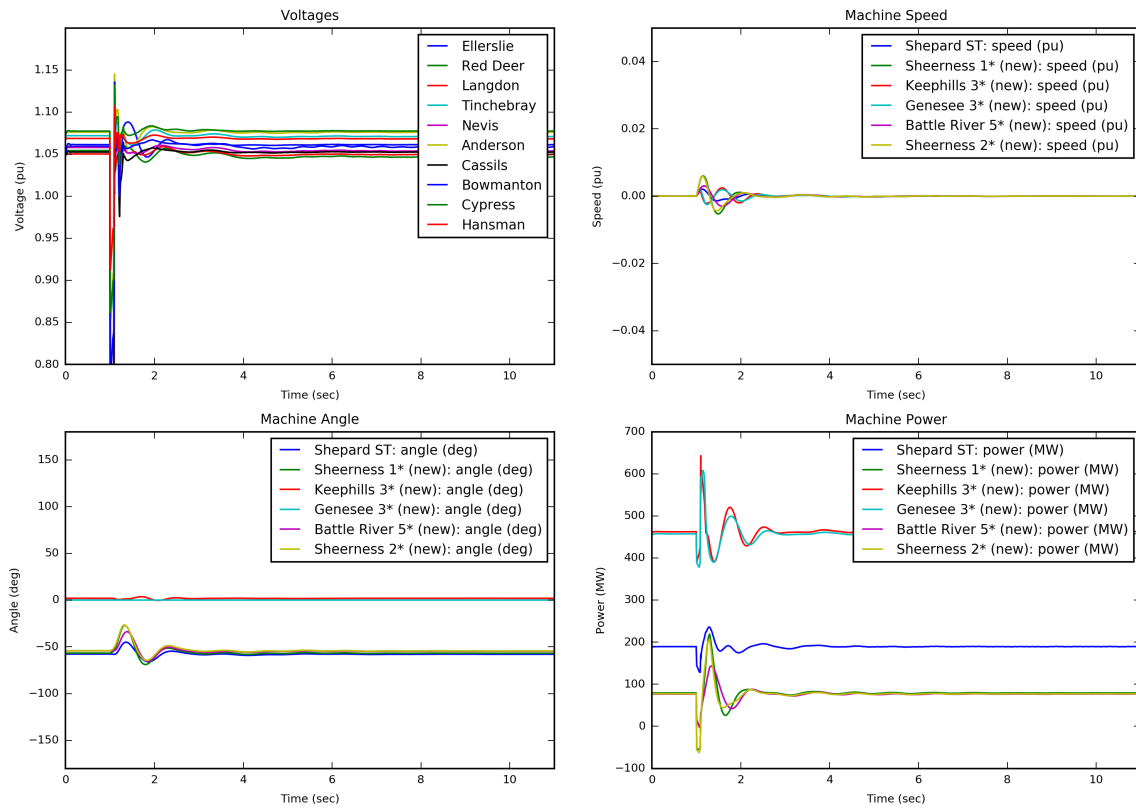 Voltages
1.15
1.10
1.05
1.00
0.95
0.90
0.85
0.80
Voltage (pu)
Ellerslie
Red Deer
Langdon
Tinchebray
Nevis
Anderson
Cassils
Bowmanton
Cypress
Hansman
0 2 4 6 8 10
Time (sec)
Machine Speed
0.04
0.02
0.00
−0.02
−0.04
Speed (pu)
Shepard ST: speed (pu)
Sheerness 1* (new): speed (pu)
Keephills 3* (new): speed (pu)
Genesee 3* (new): speed (pu)
Battle River 5* (new): speed (pu)
Sheerness 2* (new): speed (pu)
0 2 4 6 8 10
Time (sec)
Machine Angle
150
100
50
0
−50
−100
−150
Angle (deg)
Shepard ST: angle (deg)
Sheerness 1* (new): angle (deg)
Keephills 3* (new): angle (deg)
Genesee 3* (new): angle (deg)
Battle River 5* (new): angle (deg)
Sheerness 2* (new): angle (deg)
0 2 4 6 8 10
Time (sec)
Machine Power
700
600
500
400
300
200
100
0
−100
Power (MW)
Shepard ST: power (MW)
Sheerness 1* (new): power (MW)
Keephills 3* (new): power (MW)
Genesee 3* (new): power (MW)
Battle River 5* (new): power (MW)
Sheerness 2* (new): power (MW)
0 2 4 6 8 10
Time (sec)